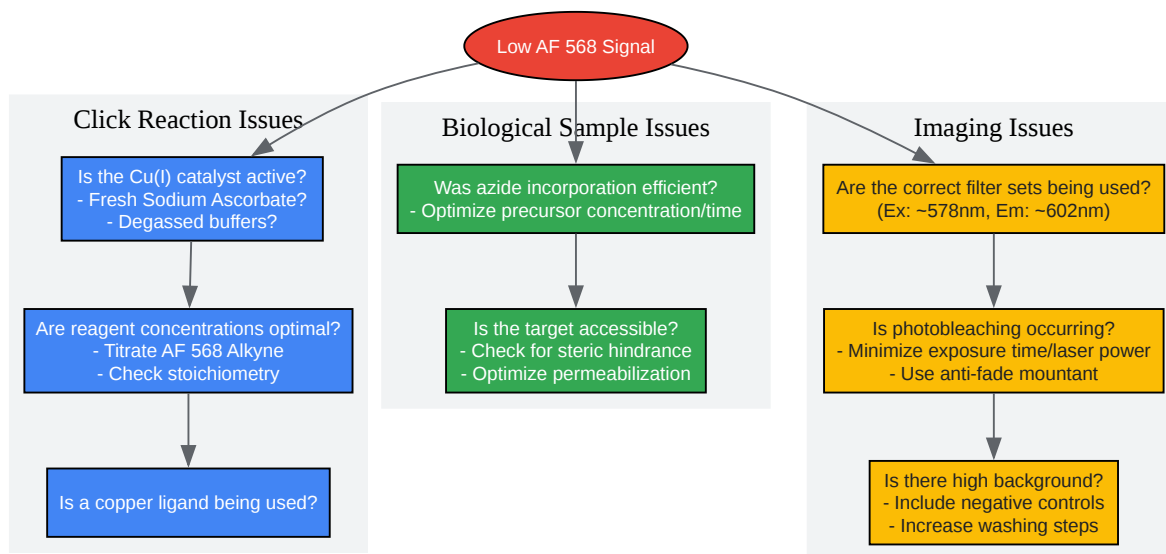 Low AF 568 Signal
Click Reaction Issues
Is the Cu(I) catalyst active?
- Fresh Sodium Ascorbate?
- Degassed buffers?
Are reagent concentrations optimal?
- Titrate AF 568 Alkyne
- Check stoichiometry
Is a copper ligand being used?
Biological Sample Issues
Was azide incorporation efficient?
- Optimize precursor concentration/time
Is the target accessible?
- Check for steric hindrance
- Optimize permeabilization
Imaging Issues
Are the correct filter sets being used?
(Ex: ~578nm, Em: ~602nm)
Is photobleaching occurring?
- Minimize exposure time/laser power
- Use anti-fade mountant
Is there high background?
- Include negative controls
- Increase washing steps